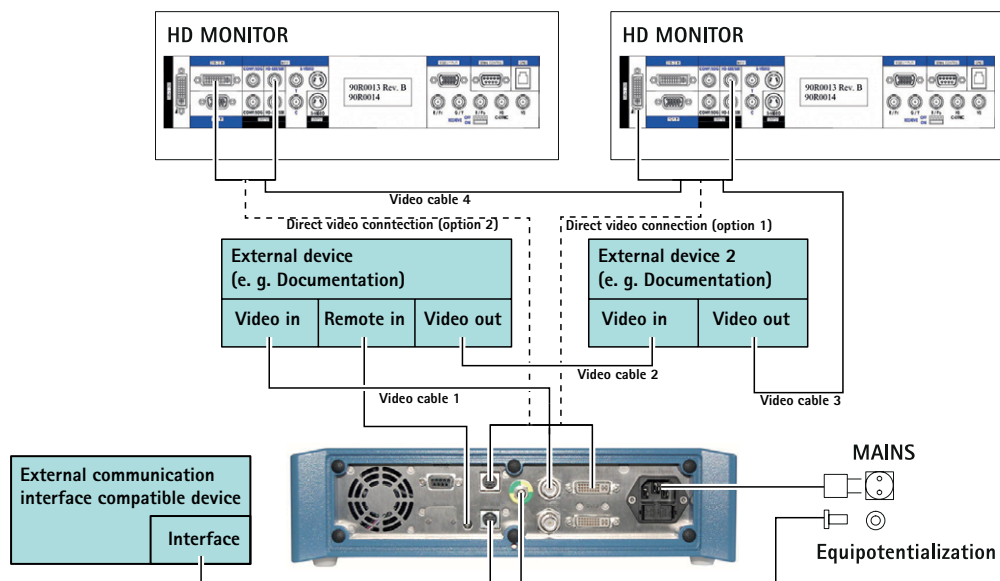 HD MONITOR
90R0013 Rev. B
90R0014
HD MONITOR
90R0013 Rev. B
90R0014
Video cable 4
Direct video conntection (option 2)
Direct video connection (option 1)
External device
(e. g. Documentation)
Video in
Remote in
Video out
External device 2
(e. g. Documentation)
Video in
Video out
Video cable 2
Video cable 1
Video cable 3
External communication
interface compatible device
Interface
MAINS
Equipotentialization